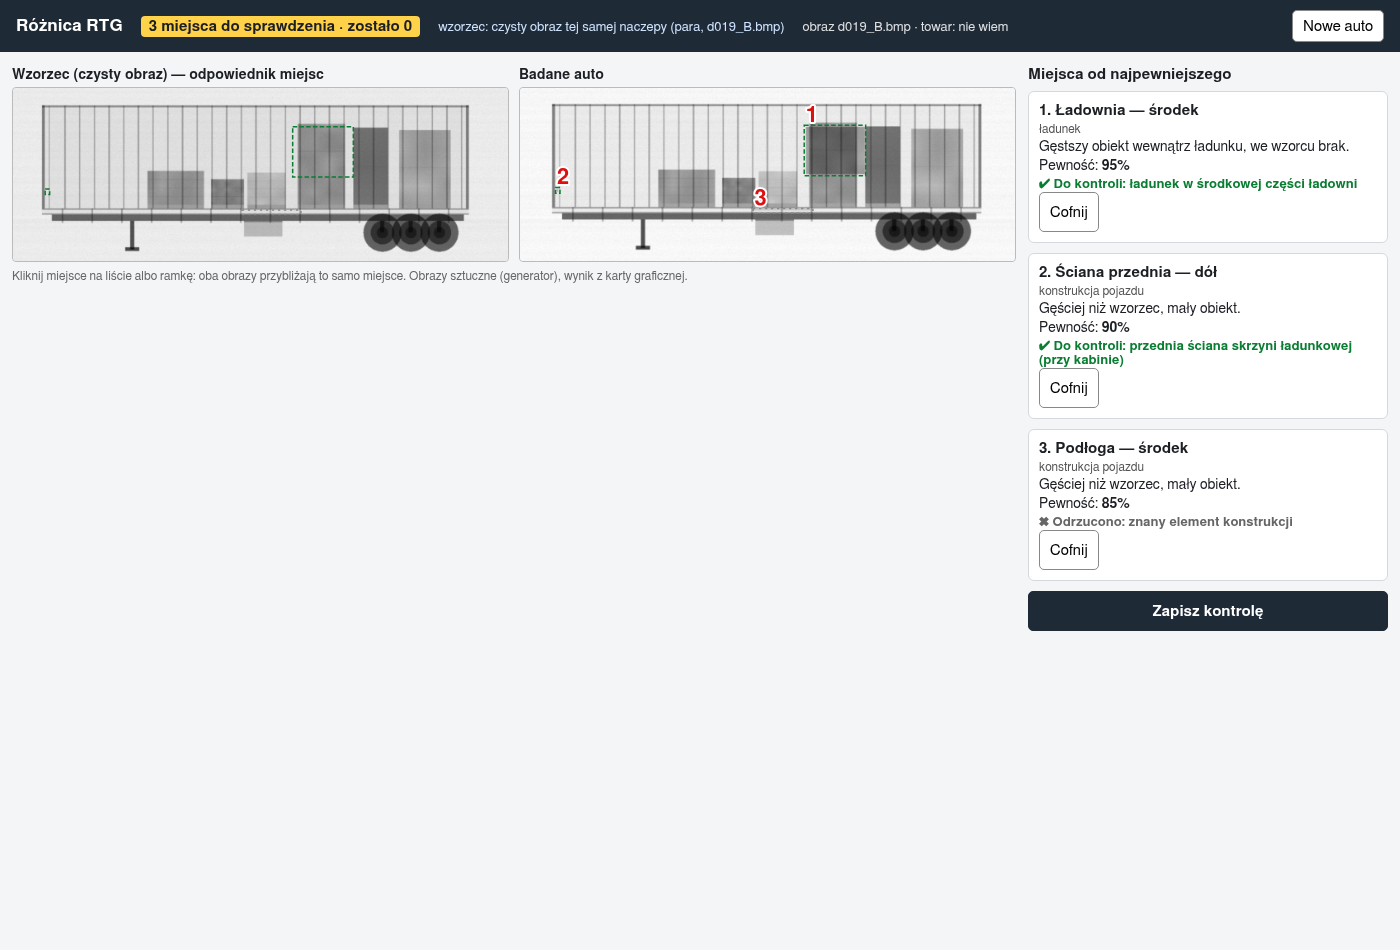 Różnica RTG
3 miejsca do sprawdzenia · zostało 0
wzorzec: czysty obraz tej samej naczepy (para, d019_B.bmp)
obraz d019_B.bmp · towar: nie wiem
Nowe auto
Wzorzec (czysty obraz) — odpowiednik miejsc
Badane auto
1
2
3
Kliknij miejsce na liście albo ramkę: oba obrazy przybliżają to samo miejsce. Obrazy sztuczne (generator), wynik z karty graficznej.
Miejsca od najpewniejszego
1. Ładownia — środek
ładunek
Gęstszy obiekt wewnątrz ładunku, we wzorcu brak.
Pewność: 95%
✔ Do kontroli: ładunek w środkowej części ładowni
Cofnij
2. Ściana przednia — dół
konstrukcja pojazdu
Gęściej niż wzorzec, mały obiekt.
Pewność: 90%
✔ Do kontroli: przednia ściana skrzyni ładunkowej
(przy kabinie)
Cofnij
3. Podłoga — środek
konstrukcja pojazdu
Gęściej niż wzorzec, mały obiekt.
Pewność: 85%
✖ Odrzucono: znany element konstrukcji
Cofnij
Zapisz kontrolę